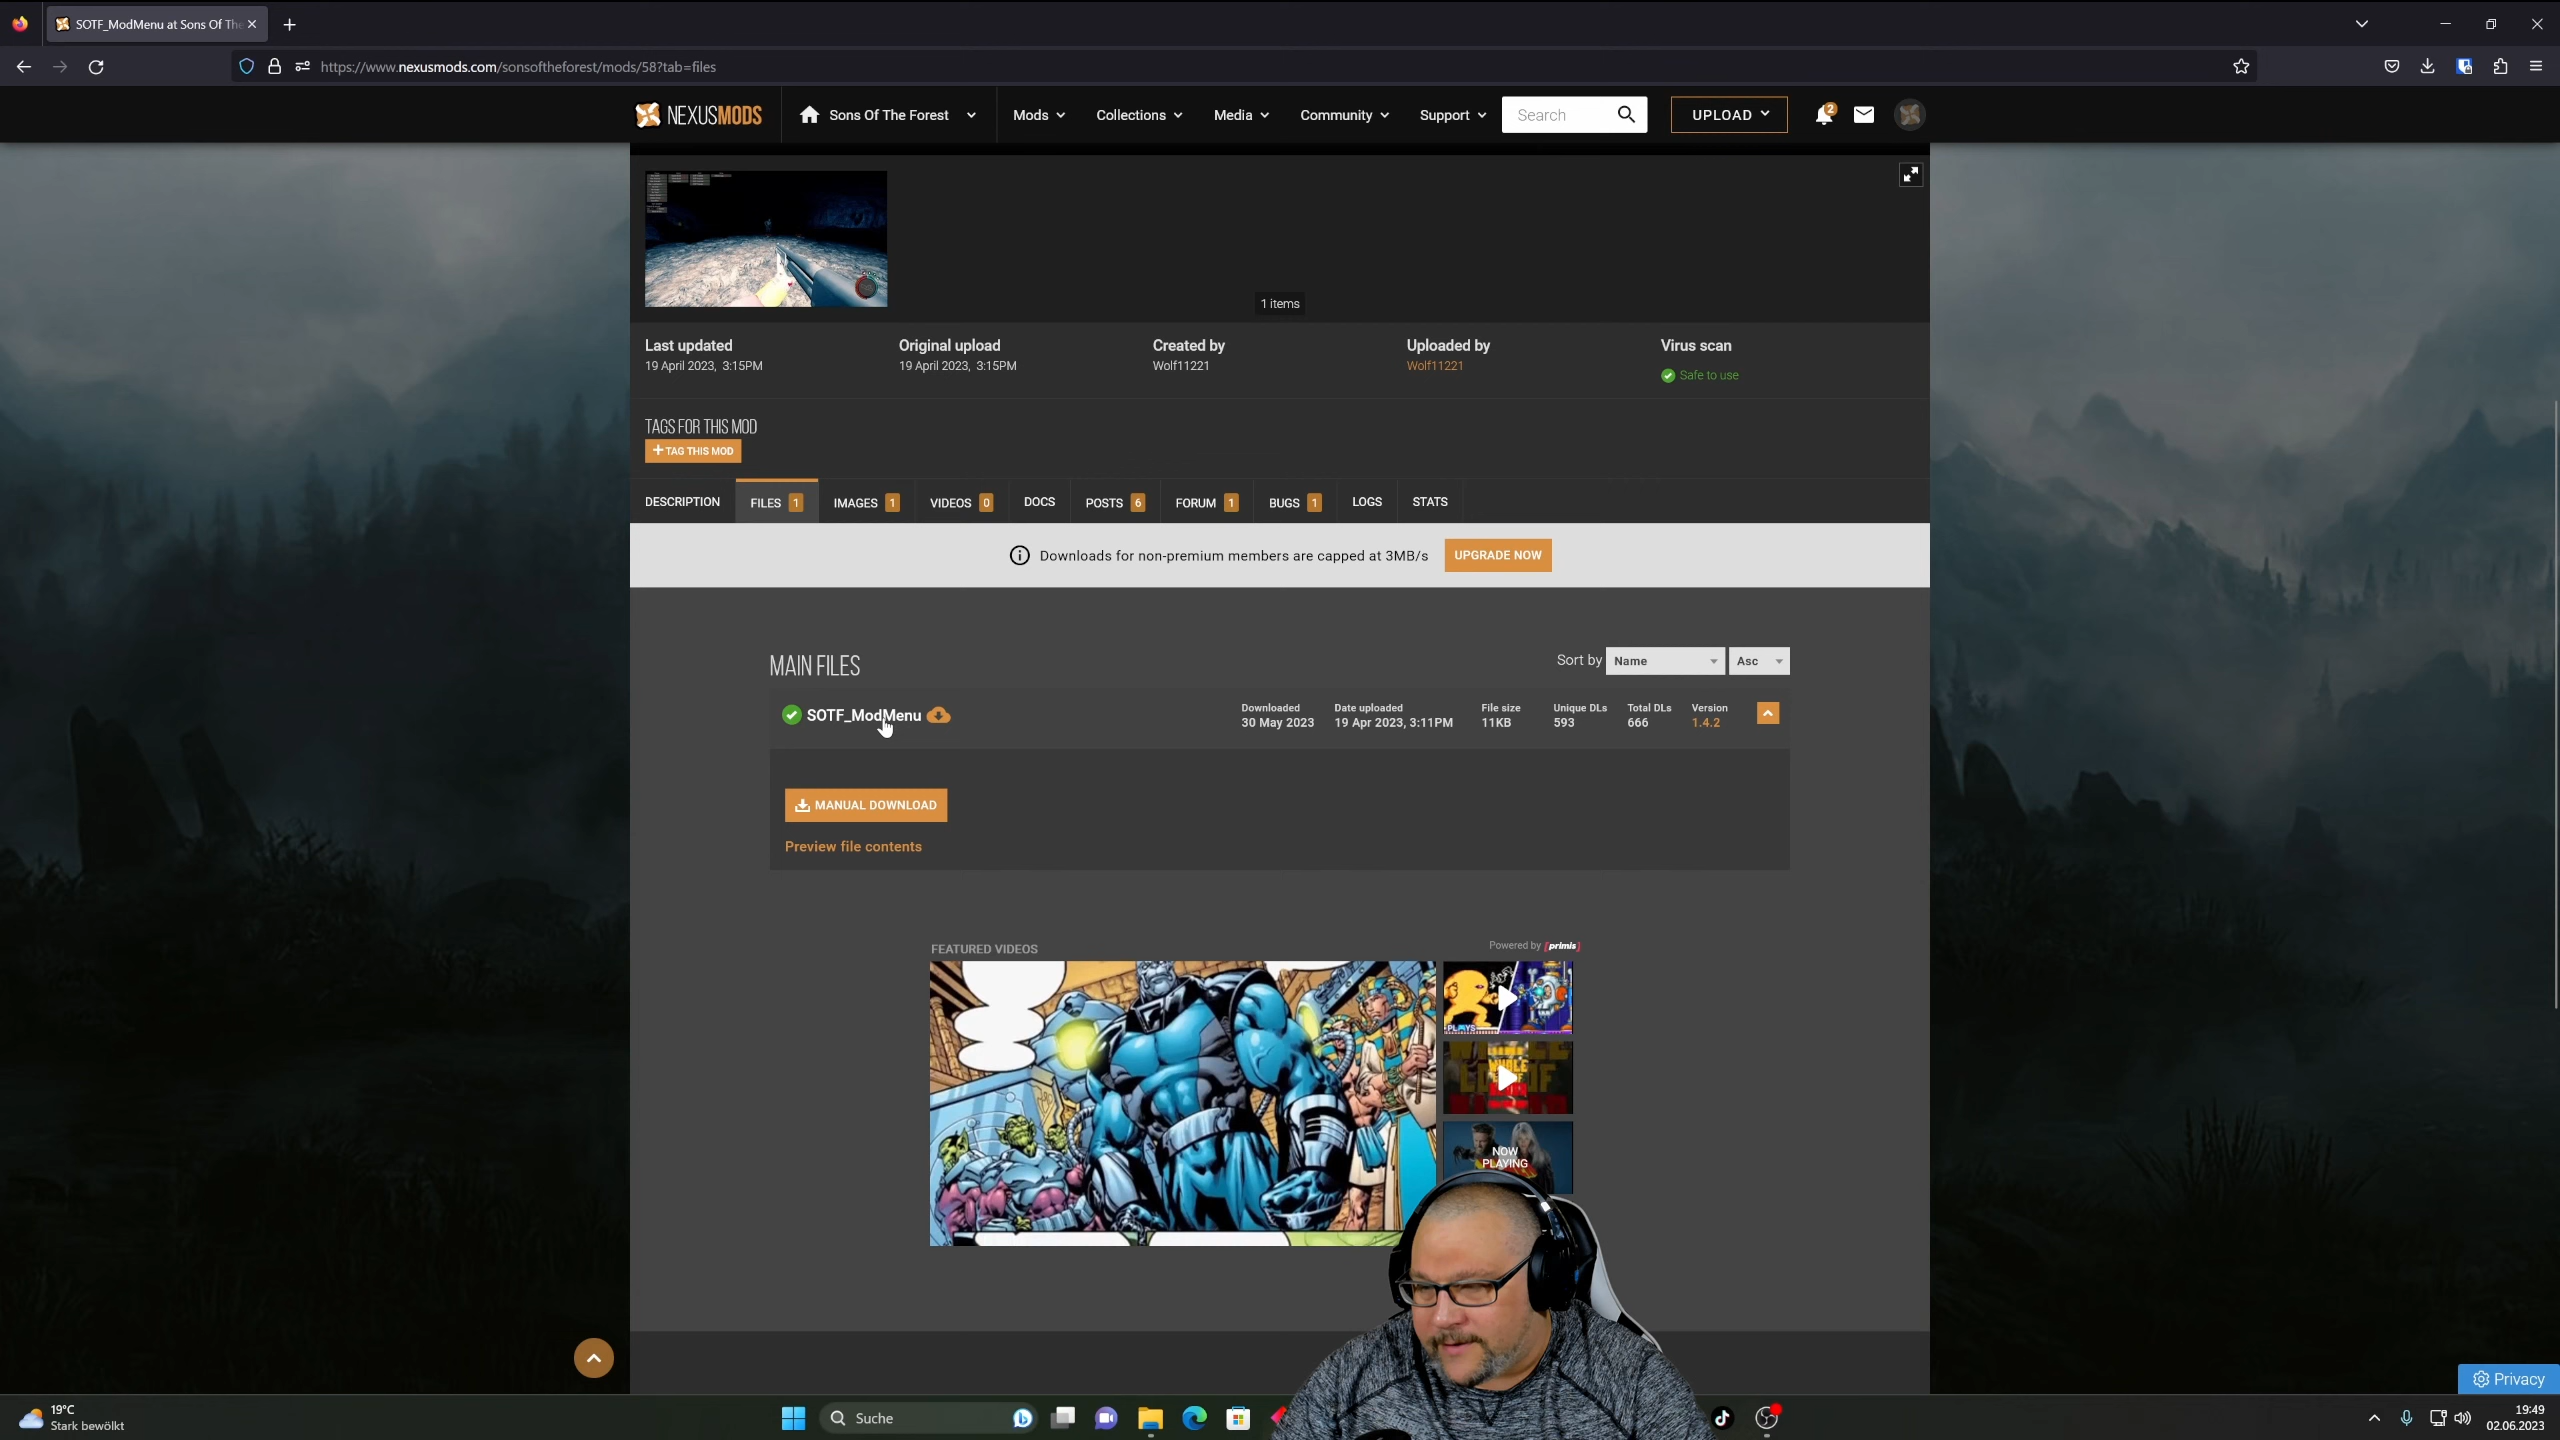 SOTF_ModMenu at Sons Of The
https://www.nexusmods.com/sonsoftheforest/mods/58?tab=files
NEXUSMODS
Sons Of The Forest
Mods
Collections
Media
Community
Support
Search
UPLOAD
2
1 items
Last updated
19 April 2023, 3:15PM
Original upload
19 April 2023, 3:15PM
Created by
Wolf11221
Uploaded by
Wolf11221
Virus scan
Safe to use
TAGS FOR THIS MOD
+ TAG THIS MOD
DESCRIPTION
FILES 1
IMAGES 1
VIDEOS 0
DOCS
POSTS 6
FORUM 1
BUGS 1
LOGS
STATS
Downloads for non-premium members are capped at 3MB/s
UPGRADE NOW
MAIN FILES
Sort by Name Asc
SOTF_ModMenu
Downloaded
30 May 2023
Date uploaded
19 Apr 2023, 3:11PM
File size
11KB
Unique DLs
593
Total DLs
666
Version
1.4.2
MANUAL DOWNLOAD
Preview file contents
FEATURED VIDEOS
Powered by [primis]
PLAYS
WHOLE
NOW
PLAYING
Privacy
19°C
Stark bewölkt
Suche
19:49
02.06.2023